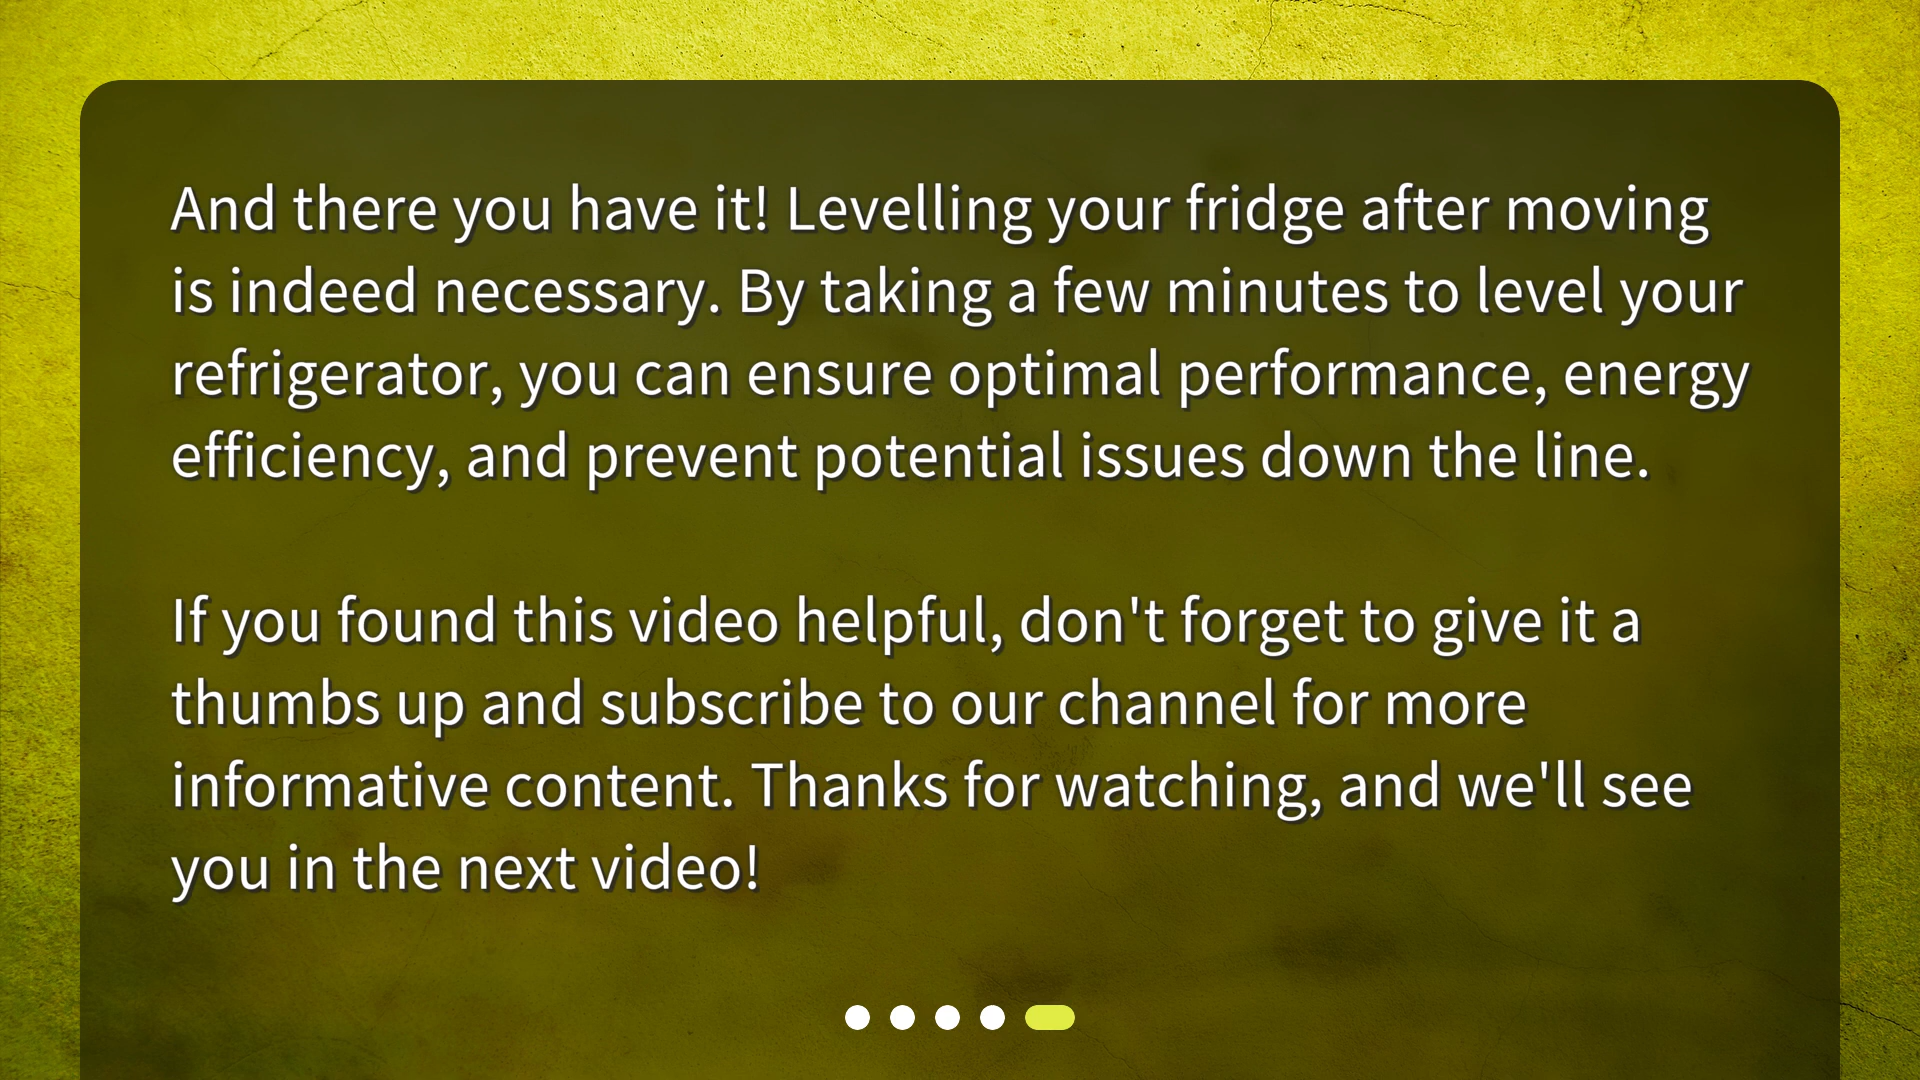 And there you have it! Levelling your fridge after moving
is indeed necessary. By taking a few minutes to level your
refrigerator, you can ensure optimal performance, energy
efficiency, and prevent potential issues down the line.
If you found this video helpful, don't forget to give it a
thumbs up and subscribe to our channel for more
informative content. Thanks for watching, and we'll see
you in the next video!